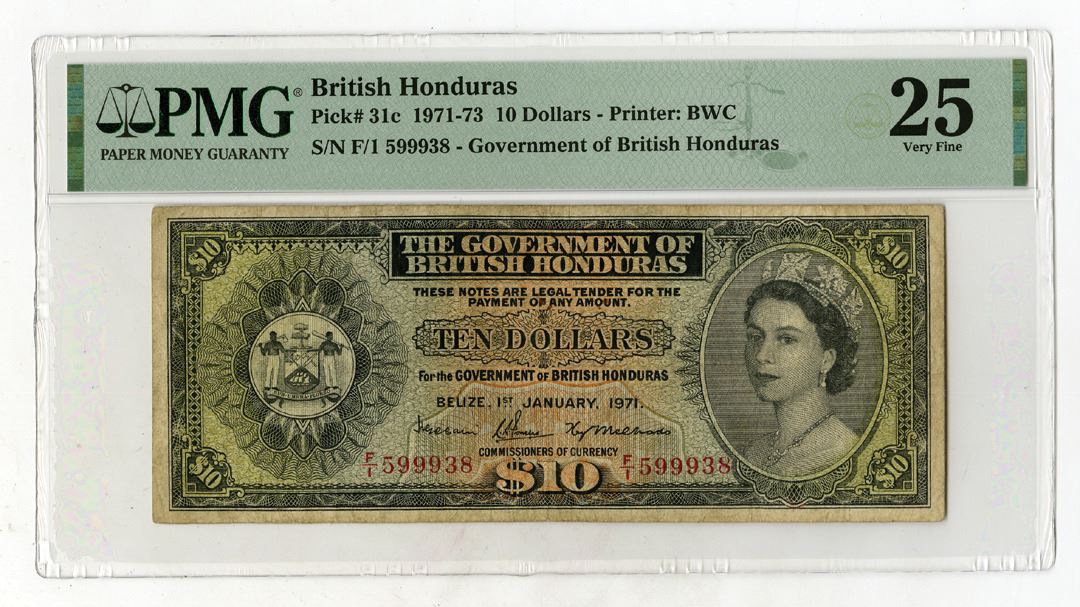 PMG®
PAPER MONEY GUARANTY
British Honduras
Pick# 31c 1971-73 10 Dollars - Printer: BWC
S/N F/1 599938 - Government of British Honduras
25
Very Fine
$10
$10
THE GOVERNMENT OF
BRITISH HONDURAS
THESE NOTES ARE LEGAL TENDER FOR THE
PAYMENT OF ANY AMOUNT.
TEN DOLLARS
For the GOVERNMENT OF BRITISH HONDURAS
BELIZE, 1ST JANUARY, 1971.
COMMISSIONERS OF CURRENCY
F/1 599938
F/1 599938
$10
$10
$10